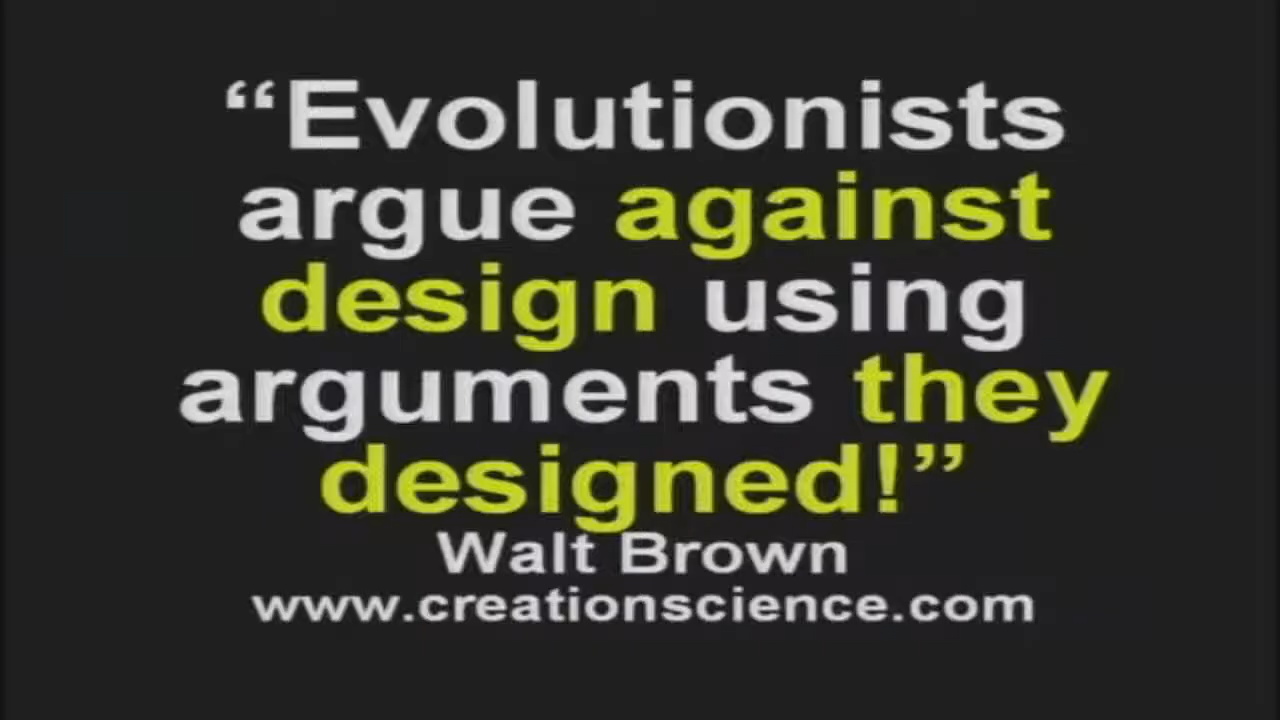 “Evolutionists
argue against
design using
arguments they
designed!”
Walt Brown
www.creationscience.com